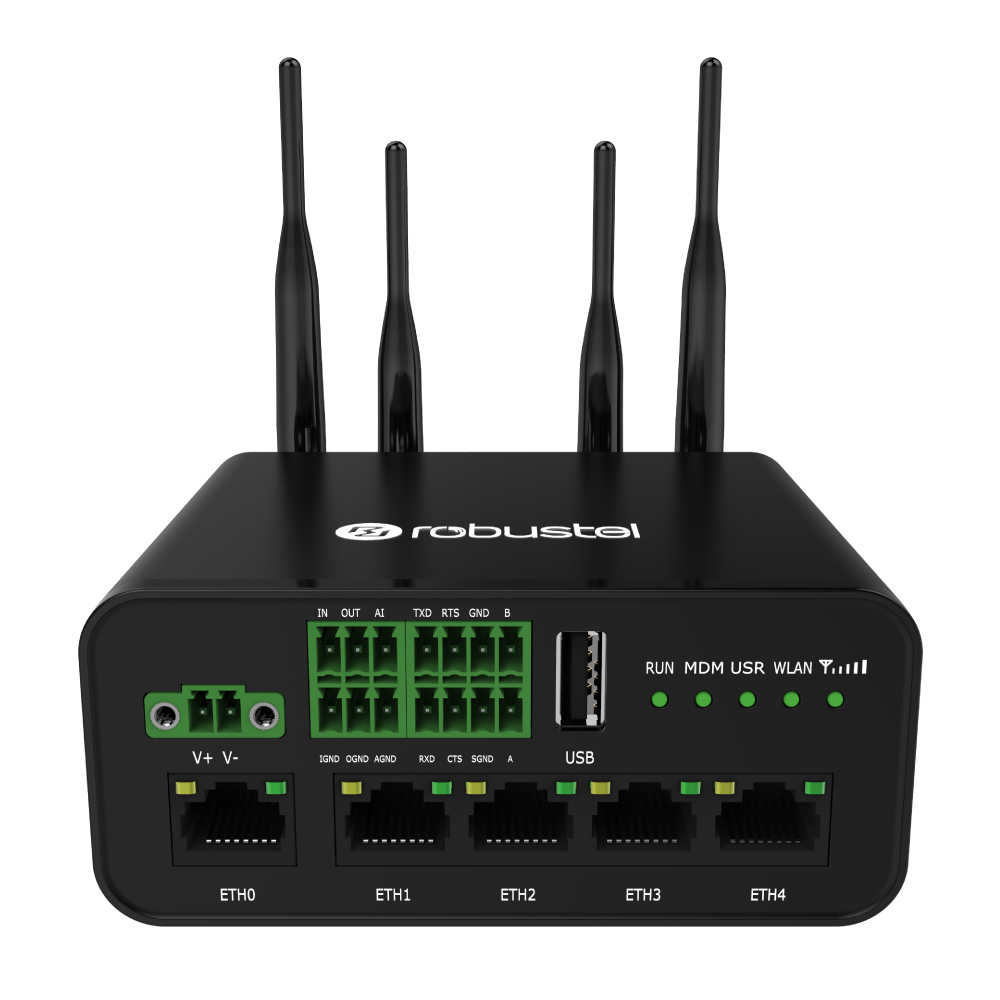 robustel
IN OUT AI TXD RTS GND B
RUN MDM USR WLAN
V+ V-
IGND OGND AGND RXD CTS SGND A
USB
ETH0 ETH1 ETH2 ETH3 ETH4